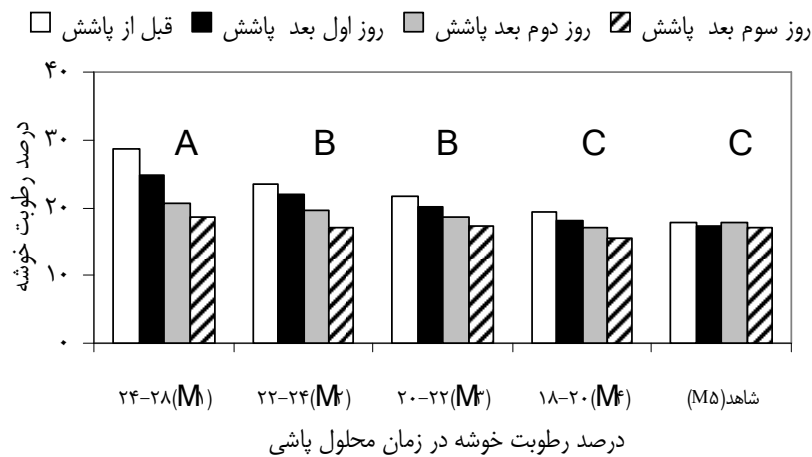 قبل از پاشش روز اول بعد پاشش روز دوم بعد پاشش روز سوم بعد پاشش
درصد رطوبت خوشه
۴۰
۳۰
۲۰
۱۰
۰
A B B C C
۲۴-۲۸(M۱) ۲۲-۲۴(M۲) ۲۰-۲۲(M۳) ۱۸-۲۰(M۴) شاهد(M۵)
درصد رطوبت خوشه در زمان محلول پاشی